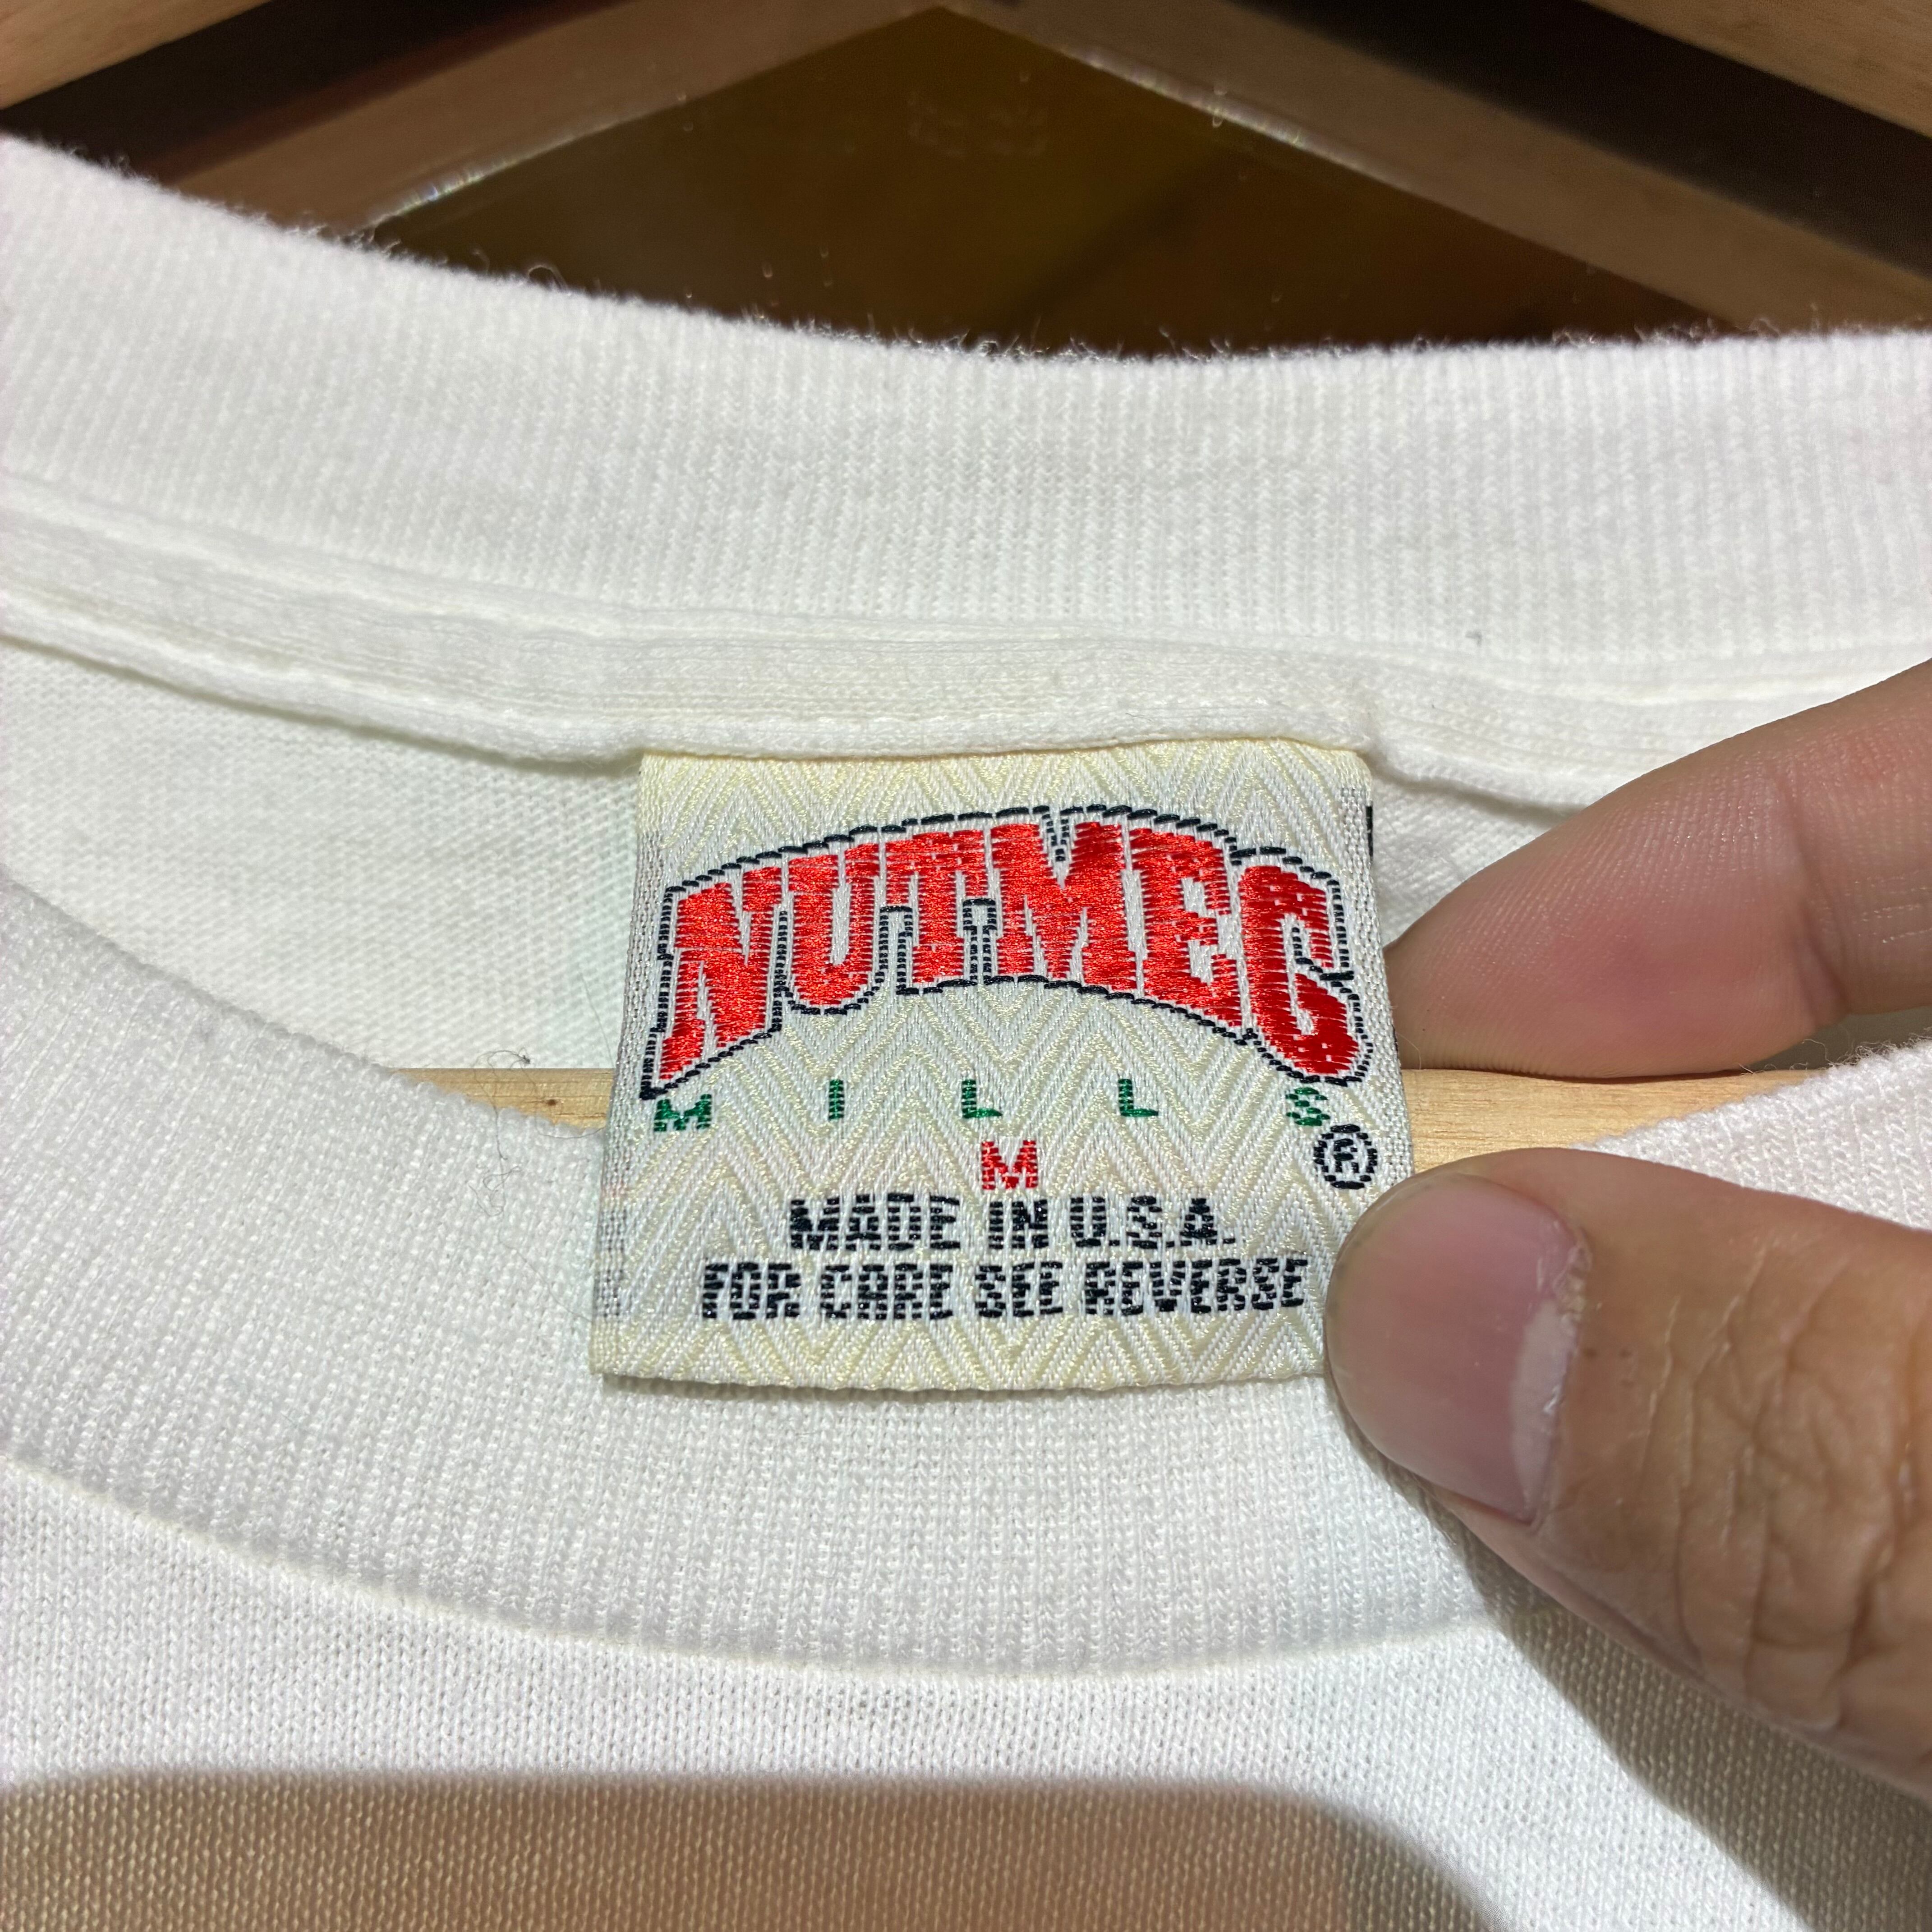 NUTMEG
MILLS
M ®
MADE IN U.S.A.
FOR CARE SEE REVERSE